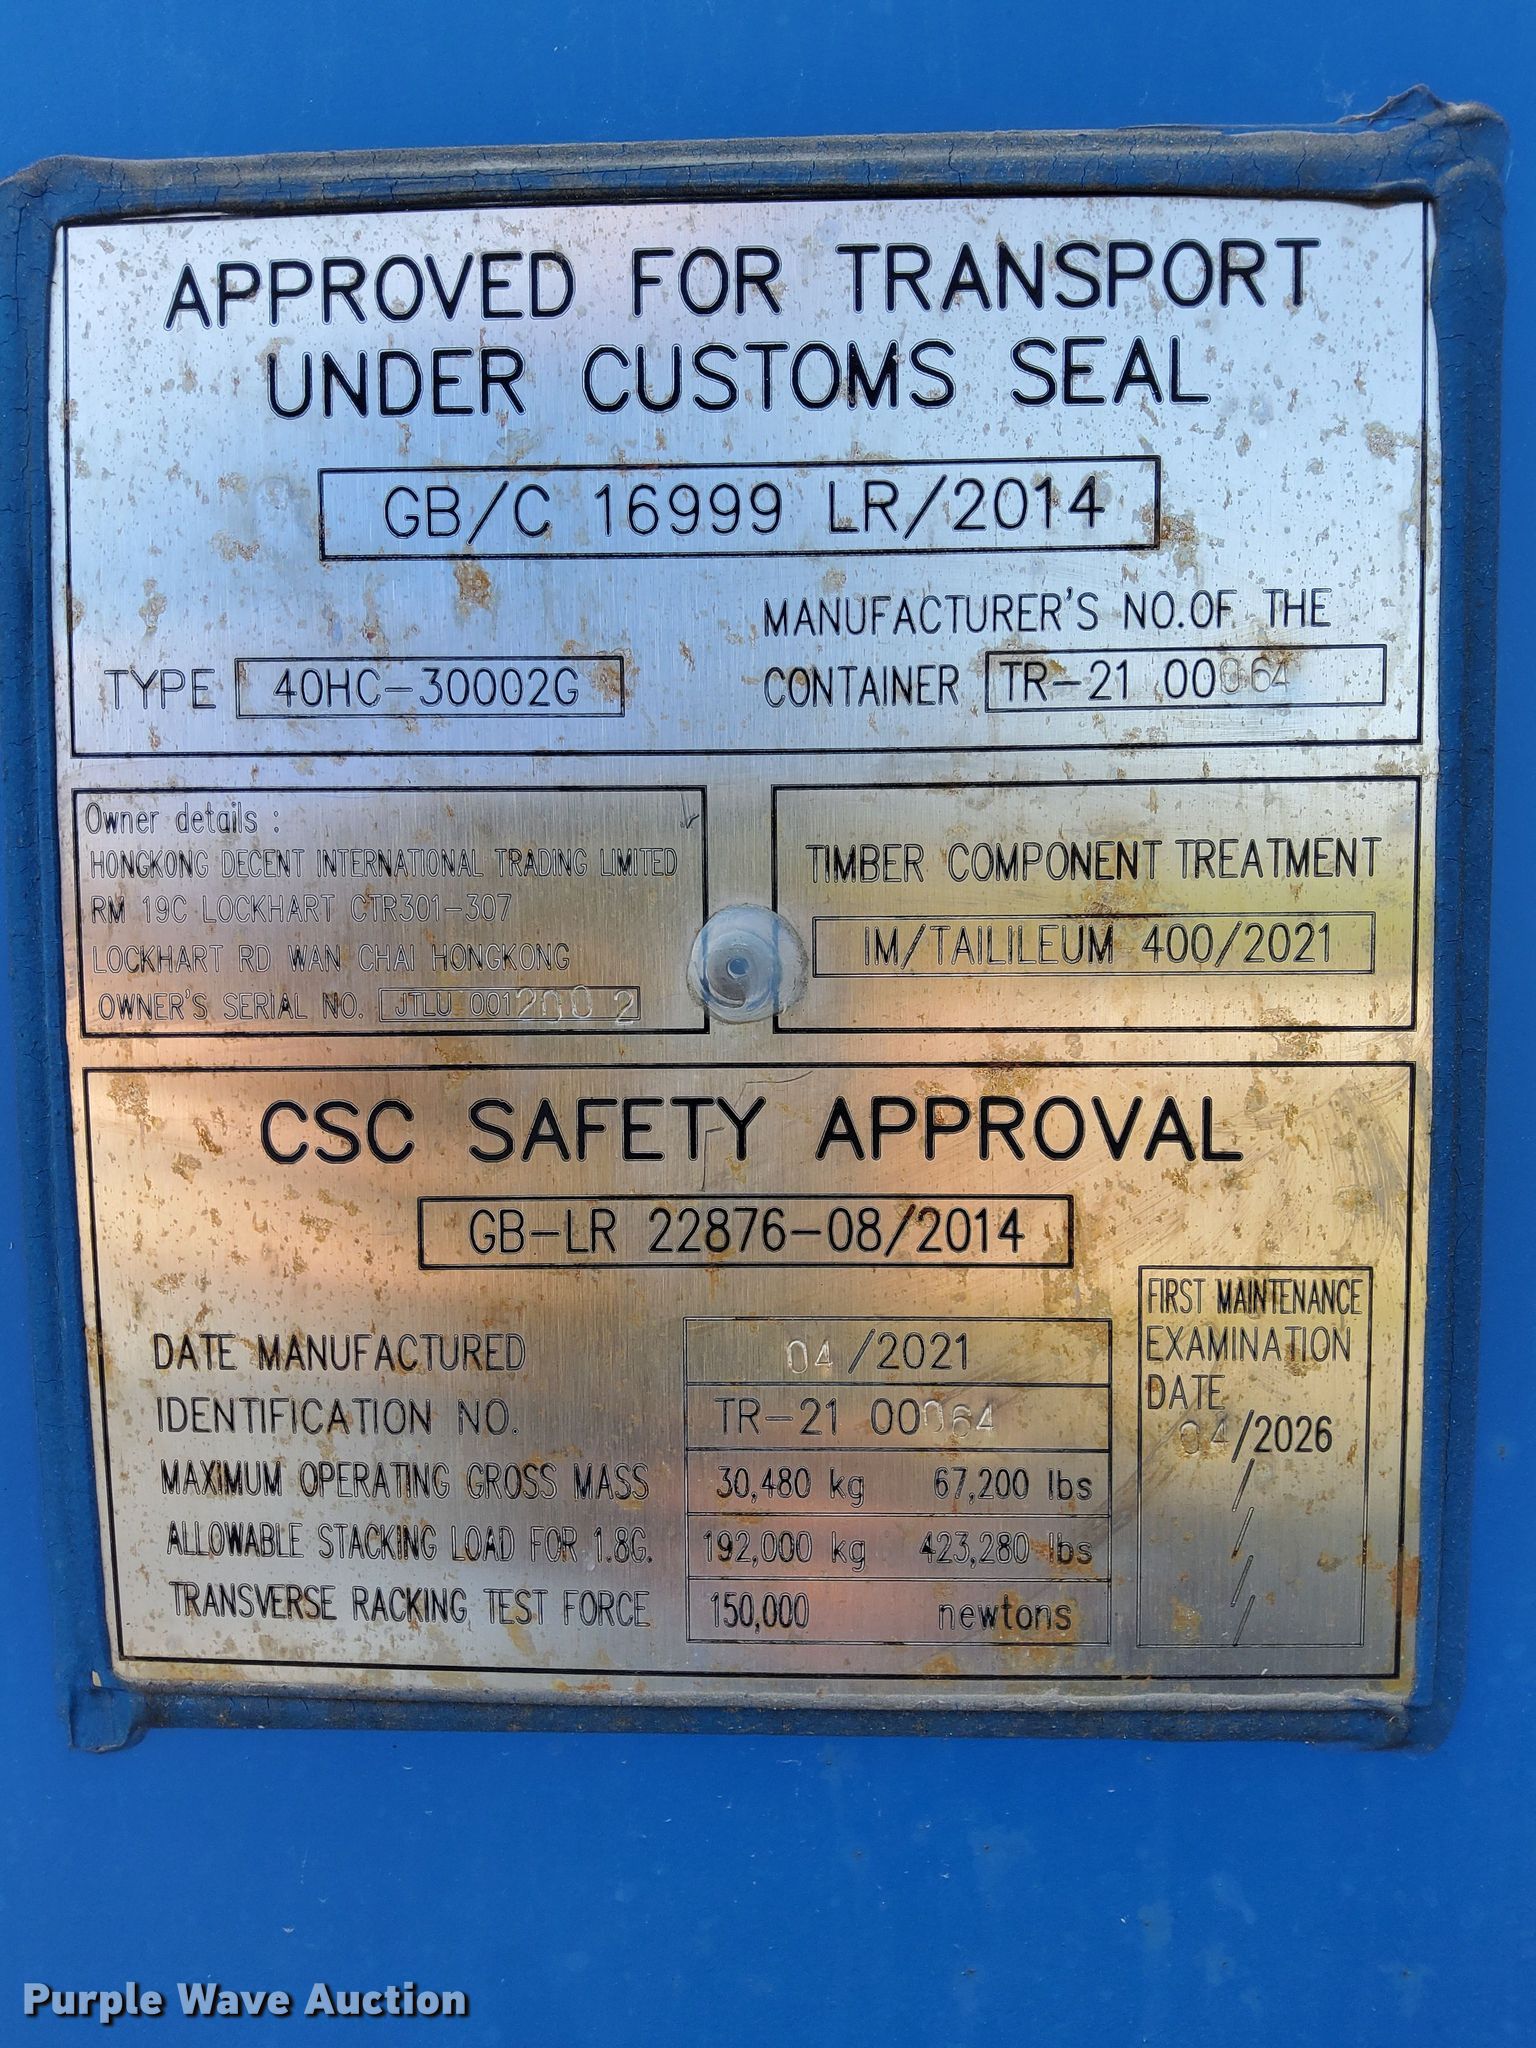 APPROVED FOR TRANSPORT
UNDER CUSTOMS SEAL
GB/C 16999 LR/2014
TYPE 40HC-30002G
MANUFACTURER'S NO.OF THE
CONTAINER TR-21 00064
Owner details :
HONGKONG DECENT INTERNATIONAL TRADING LIMITED
RM 19C LOCKHART CTR301-307
LOCKHART RD WAN CHAI HONGKONG
OWNER'S SERIAL NO. JTLU 001200 2
TIMBER COMPONENT TREATMENT
IM/TAILILEUM 400/2021
CSC SAFETY APPROVAL
GB-LR 22876-08/2014
DATE MANUFACTURED 04 /2021
IDENTIFICATION NO. TR-21 00064
MAXIMUM OPERATING GROSS MASS 30,480 kg 67,200 lbs
ALLOWABLE STACKING LOAD FOR 1.8G. 192,000 kg 423,280 lbs
TRANSVERSE RACKING TEST FORCE 150,000 newtons
FIRST MAINTENANCE
EXAMINATION
DATE
04/2026
/
/
/
/
Purple Wave Auction